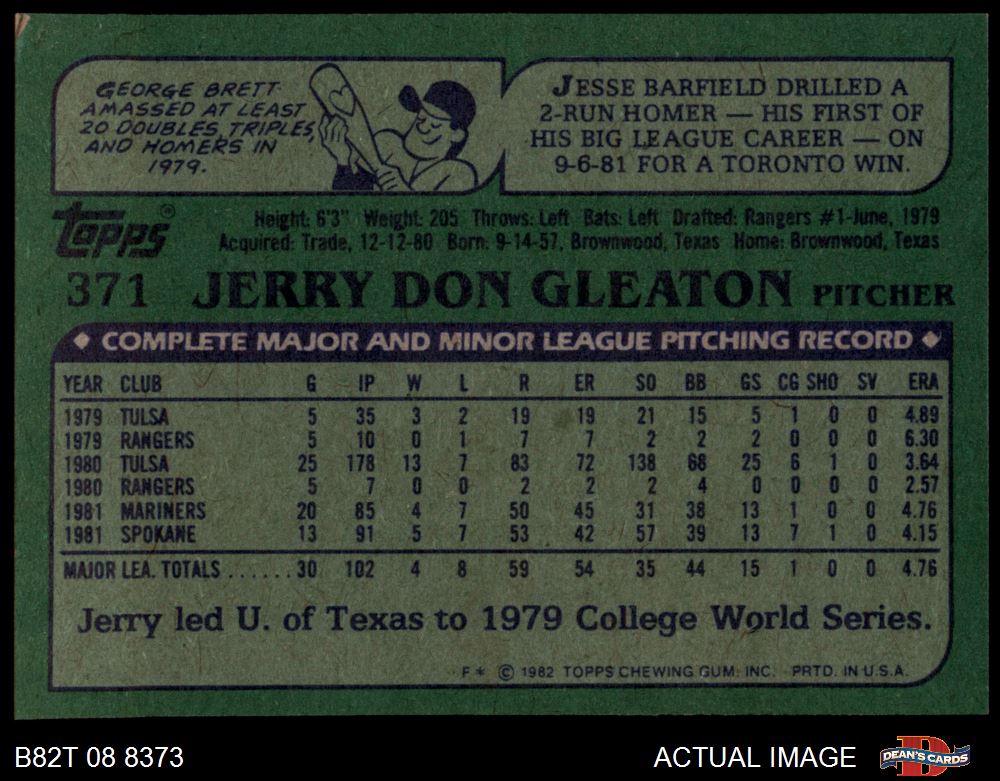 GEORGE BRETT
AMASSED AT LEAST
20 DOUBLES, TRIPLES,
AND HOMERS IN
1979.
JESSE BARFIELD DRILLED A
2-RUN HOMER — HIS FIRST OF
HIS BIG LEAGUE CAREER — ON
9-6-81 FOR A TORONTO WIN.
Topps®
Height: 6'3" Weight: 205 Throws: Left Bats: Left Drafted: Rangers #1-June, 1979
Acquired: Trade, 12-12-80 Born: 9-14-57, Brownwood, Texas Home: Brownwood, Texas
371 JERRY DON GLEATON PITCHER
◆ COMPLETE MAJOR AND MINOR LEAGUE PITCHING RECORD ◆
YEAR CLUB G IP W L R ER SO BB GS CG SHO SV ERA
1979 TULSA 5 35 3 2 19 19 21 15 5 1 0 0 4.89
1979 RANGERS 5 10 0 1 7 7 2 2 2 0 0 0 6.30
1980 TULSA 25 178 13 7 83 72 138 68 25 6 1 0 3.64
1980 RANGERS 5 7 0 0 2 2 2 4 0 0 0 0 2.57
1981 MARINERS 20 85 4 7 50 45 31 38 13 1 0 0 4.76
1981 SPOKANE 13 91 5 7 53 42 57 39 13 7 1 0 4.15
MAJOR LEA. TOTALS ......30 102 4 8 59 54 35 44 15 1 0 0 4.76
Jerry led U. of Texas to 1979 College World Series.
F* © 1982 TOPPS CHEWING GUM, INC. PRTD. IN U.S.A.
B82T 08 8373
ACTUAL IMAGE
DEAN'S CARDS